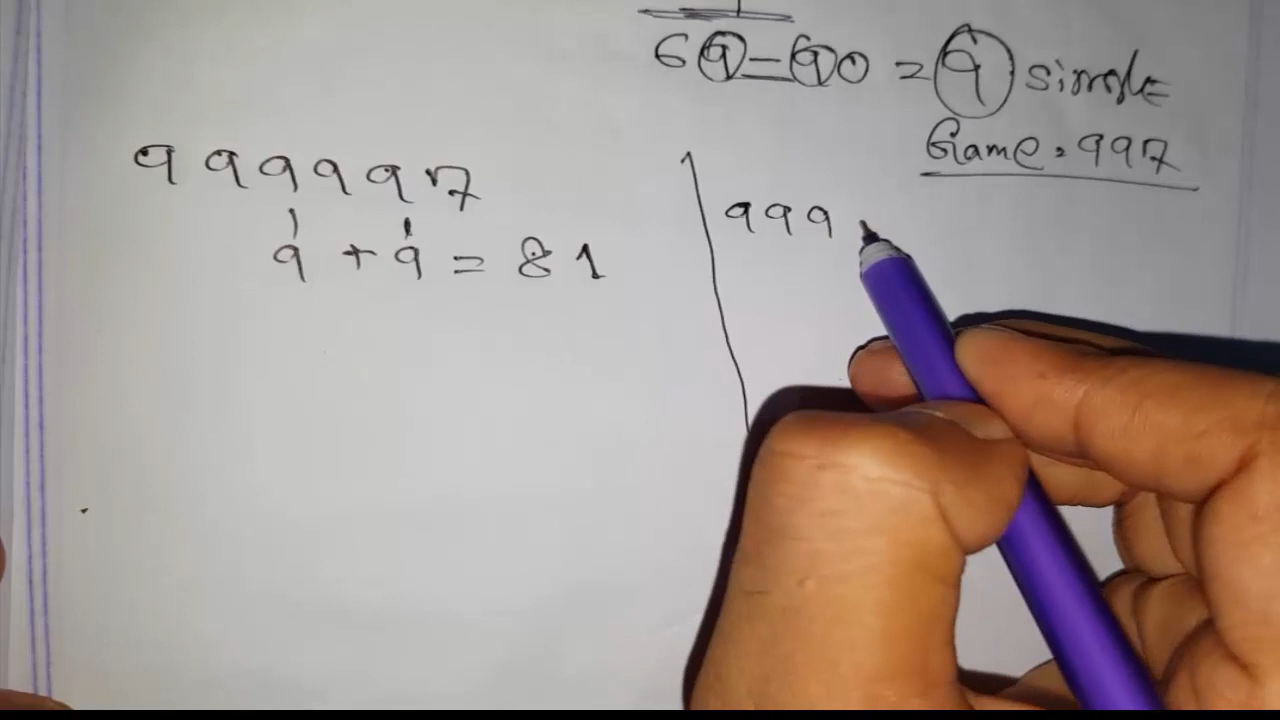 69=90 = 9 single
Game = 997
999997
9 + 9 = 81
999